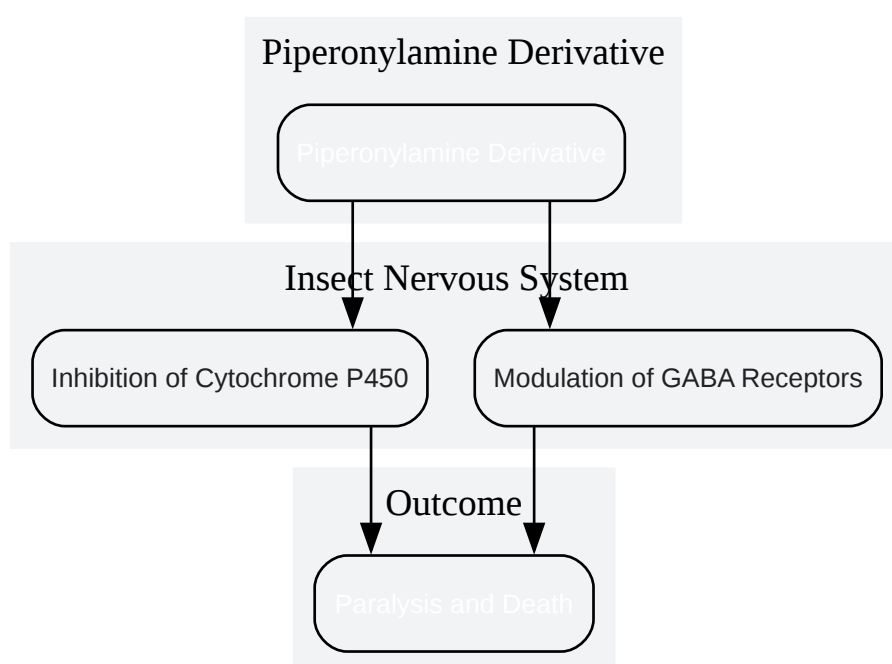 Piperonylamine Derivative
Piperonylamine Derivative
Insect Nervous System
Inhibition of Cytochrome P450
Modulation of GABA Receptors
Outcome
Paralysis and Death